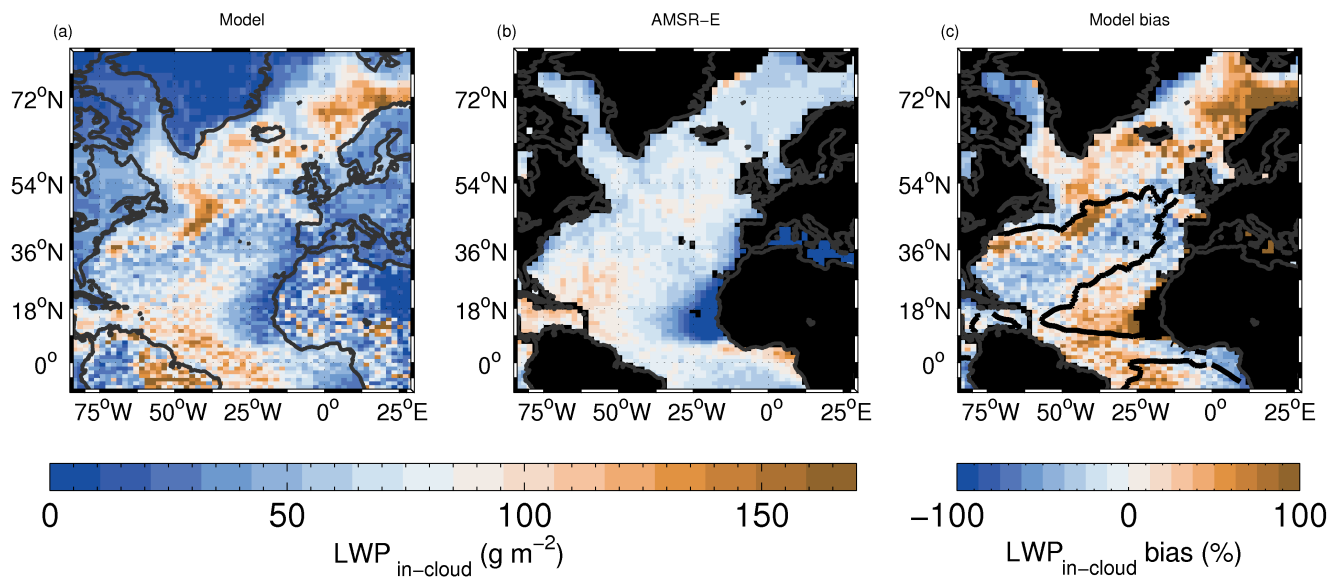 (a) Model (b) AMSR−E (c) Model bias
72°N 72°N 72°N
54°N 54°N 54°N
36°N 36°N 36°N
18°N 18°N 18°N
0° 0° 0°
75°W 50°W 25°W 0° 25°E 75°W 50°W 25°W 0° 25°E 75°W 50°W 25°W 0° 25°E
0 50 100 150 −100 0 100
LWP in−cloud (g m−2) LWP in−cloud bias (%)